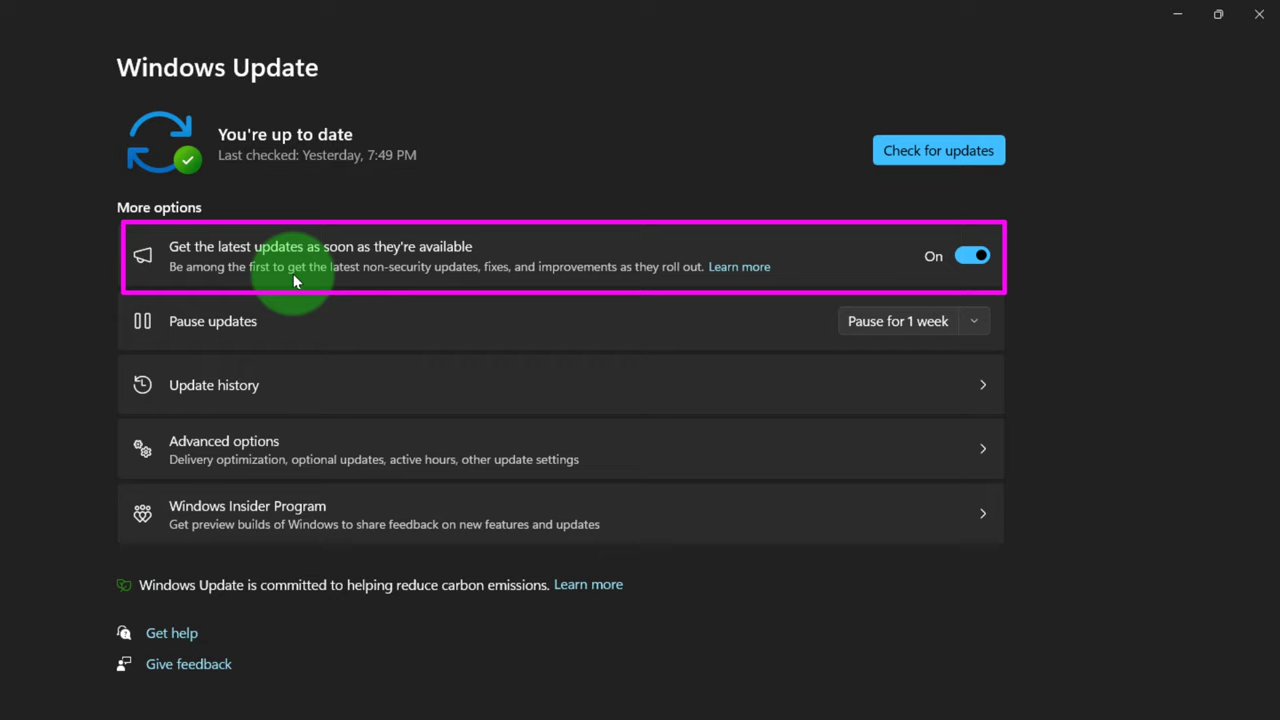 Windows Update
You're up to date
Last checked: Yesterday, 7:49 PM
Check for updates
More options
Get the latest updates as soon as they're available
Be among the first to get the latest non-security updates, fixes, and improvements as they roll out. Learn more
On
Pause updates
Pause for 1 week
Update history
Advanced options
Delivery optimization, optional updates, active hours, other update settings
Windows Insider Program
Get preview builds of Windows to share feedback on new features and updates
Windows Update is committed to helping reduce carbon emissions. Learn more
Get help
Give feedback